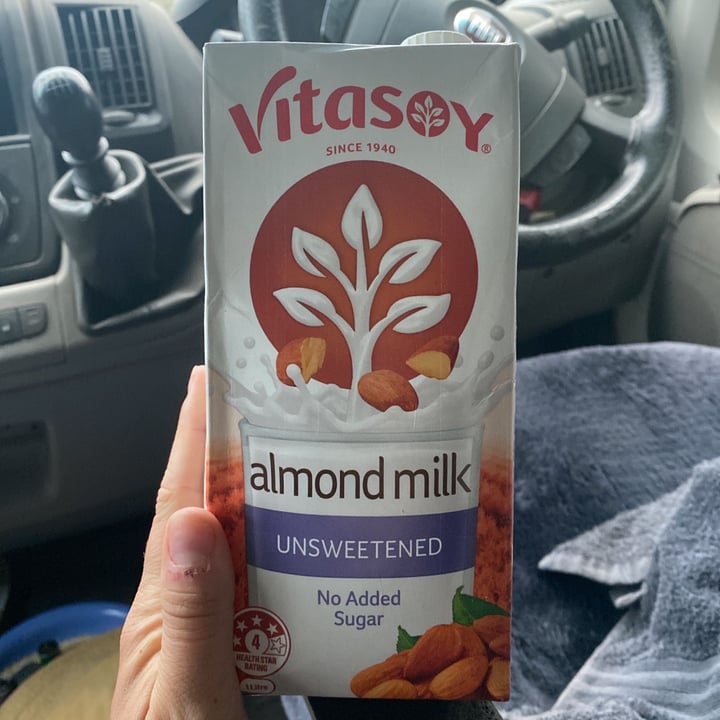 Vitasoy®
SINCE 1940
almond milk
UNSWEETENED
No Added
Sugar
4
HEALTH STAR
RATING
1 Litre